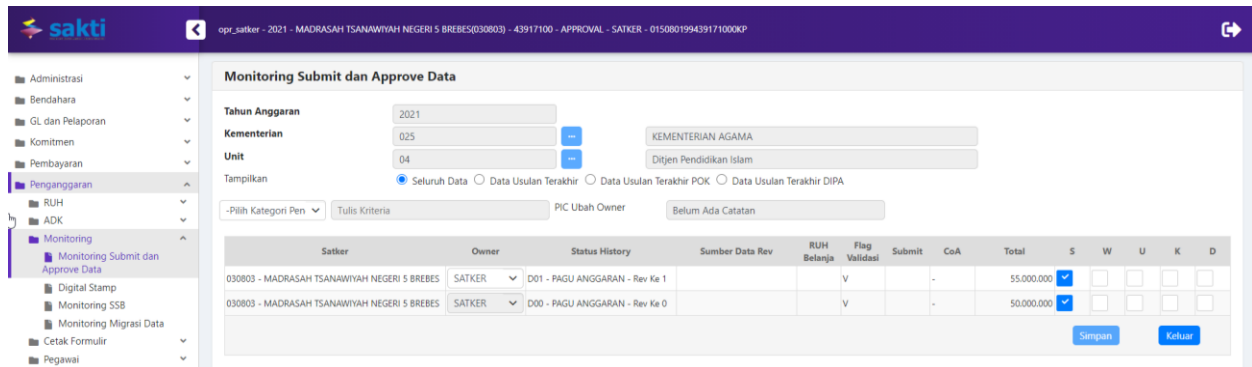 sakti
opr_satker - 2021 - MADRASAH TSANAWIYAH NEGERI 5 BREBES(030803) - 43917100 - APPROVAL - SATKER - 015080199439171000KP
Administrasi
Bendahara
GL dan Pelaporan
Komitmen
Pembayaran
Penganggaran
RUH
ADK
Monitoring
Monitoring Submit dan
Approve Data
Digital Stamp
Monitoring SSB
Monitoring Migrasi Data
Cetak Formulir
Pegawai
Monitoring Submit dan Approve Data
Tahun Anggaran 2021
Kementerian 025 ... KEMENTERIAN AGAMA
Unit 04 ... Ditjen Pendidikan Islam
Tampilkan Seluruh Data Data Usulan Terakhir Data Usulan Terakhir POK Data Usulan Terakhir DIPA
-Pilih Kategori Pen Tulis Kriteria PIC Ubah Owner Belum Ada Catatan
Satker Owner Status History Sumber Data Rev RUH Belanja Flag Validasi Submit CoA Total S W U K D
030803 - MADRASAH TSANAWIYAH NEGERI 5 BREBES SATKER D01 - PAGU ANGGARAN - Rev Ke 1 V - 55.000.000
030803 - MADRASAH TSANAWIYAH NEGERI 5 BREBES SATKER D00 - PAGU ANGGARAN - Rev Ke 0 V - 50.000.000
Simpan Keluar